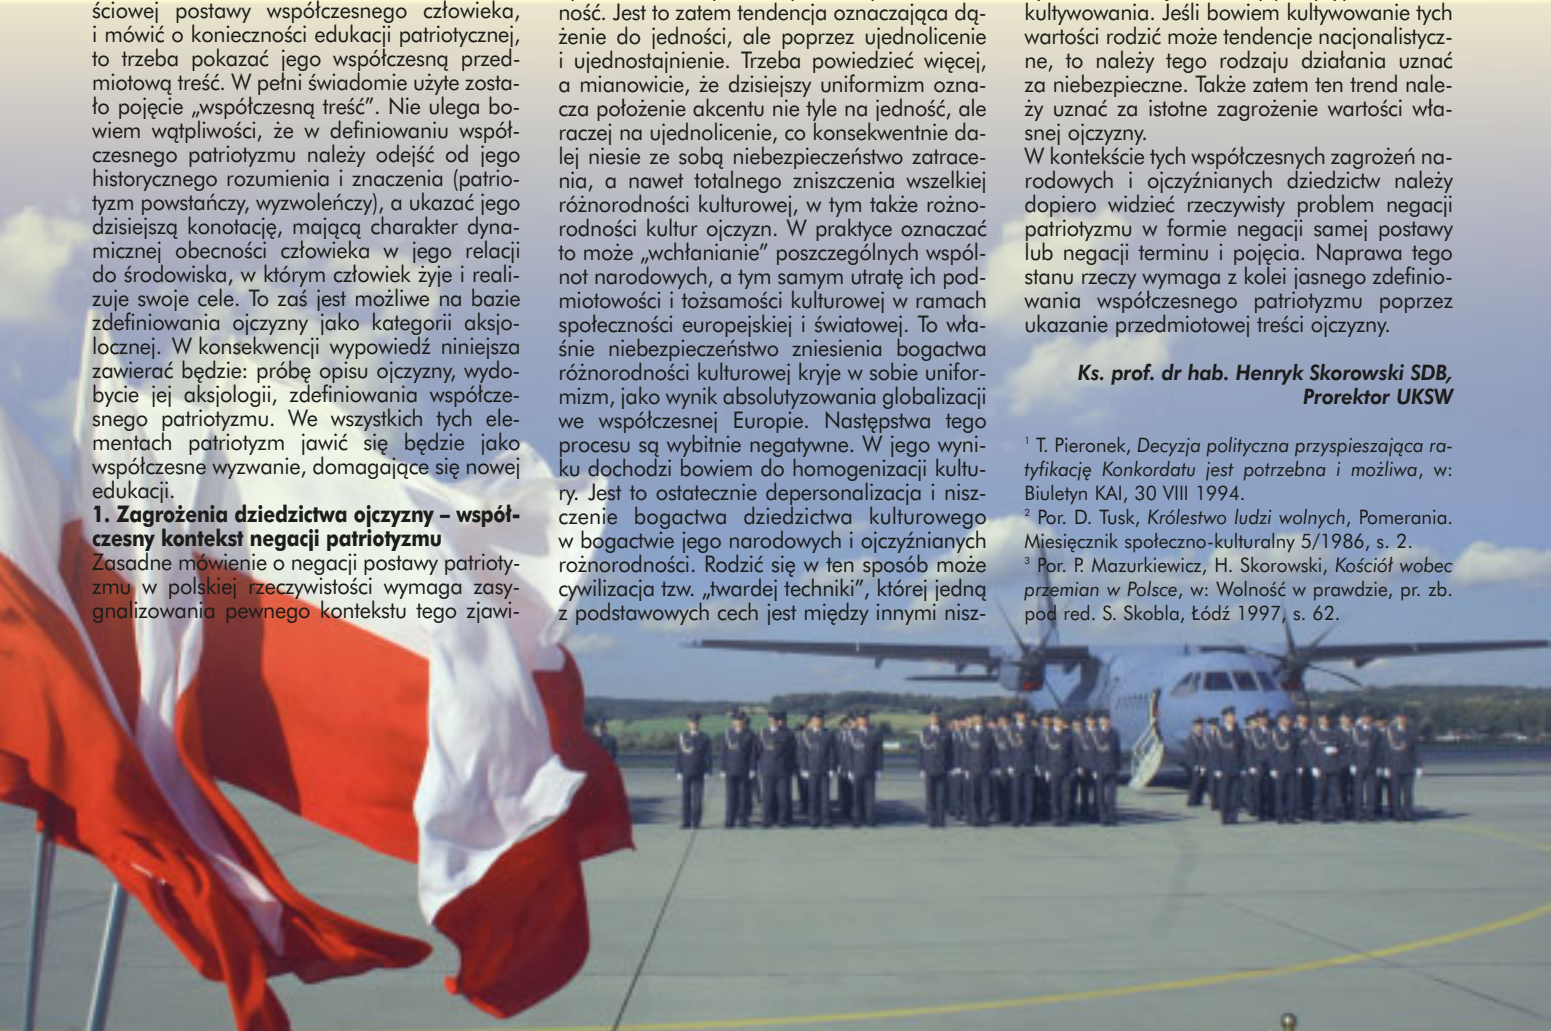 ściowej postawy współczesnego człowieka,
i mówić o konieczności edukacji patriotycznej,
to trzeba pokazać jego współczesną przed-
miotową treść. W pełni świadomie użyte zosta-
ło pojęcie „współczesną treść”. Nie ulega bo-
wiem wątpliwości, że w definiowaniu współ-
czesnego patriotyzmu należy odejść od jego
historycznego rozumienia i znaczenia (patrio-
tyzm powstańczy, wyzwoleńczy), a ukazać jego
dzisiejszą konotację, mającą charakter dyna-
micznej obecności człowieka w jego relacji
do środowiska, w którym człowiek żyje i reali-
zuje swoje cele. To zaś jest możliwe na bazie
zdefiniowania ojczyzny jako kategorii aksjo-
locznej. W konsekwencji wypowiedź niniejsza
zawierać będzie: próbę opisu ojczyzny, wydo-
bycie jej aksjologii, zdefiniowania współcze-
snego patriotyzmu. We wszystkich tych ele-
mentach patriotyzm jawić się będzie jako
współczesne wyzwanie, domagające się nowej
edukacji.
1. Zagrożenia dziedzictwa ojczyzny – współ-
czesny kontekst negacji patriotyzmu
Zasadne mówienie o negacji postawy patrioty-
zmu w polskiej rzeczywistości wymaga zasy-
gnalizowania pewnego kontekstu tego zjawi-
ność. Jest to zatem tendencja oznaczająca dą-
żenie do jedności, ale poprzez ujednolicenie
i ujednostajnienie. Trzeba powiedzieć więcej,
a mianowicie, że dzisiejszy uniformizm ozna-
cza położenie akcentu nie tyle na jedność, ale
raczej na ujednolicenie, co konsekwentnie da-
lej niesie ze sobą niebezpieczeństwo zatrace-
nia, a nawet totalnego zniszczenia wszelkiej
różnorodności kulturowej, w tym także rożno-
rodności kultur ojczyzn. W praktyce oznaczać
to może „wchłanianie” poszczególnych wspól-
not narodowych, a tym samym utratę ich pod-
miotowości i tożsamości kulturowej w ramach
społeczności europejskiej i światowej. To wła-
śnie niebezpieczeństwo zniesienia bogactwa
różnorodności kulturowej kryje w sobie unifor-
mizm, jako wynik absolutyzowania globalizacji
we współczesnej Europie. Następstwa tego
procesu są wybitnie negatywne. W jego wyni-
ku dochodzi bowiem do homogenizacji kultu-
ry. Jest to ostatecznie depersonalizacja i nisz-
czenie bogactwa dziedzictwa kulturowego
w bogactwie jego narodowych i ojczyźnianych
rożnorodności. Rodzić się w ten sposób może
cywilizacja tzw. „twardej techniki”, której jedną
z podstawowych cech jest między innymi nisz-
kultywowania. Jeśli bowiem kultywowanie tych
wartości rodzić może tendencje nacjonalistycz-
ne, to należy tego rodzaju działania uznać
za niebezpieczne. Także zatem ten trend nale-
ży uznać za istotne zagrożenie wartości wła-
snej ojczyzny.
W kontekście tych współczesnych zagrożeń na-
rodowych i ojczyźnianych dziedzictw należy
dopiero widzieć rzeczywisty problem negacji
patriotyzmu w formie negacji samej postawy
lub negacji terminu i pojęcia. Naprawa tego
stanu rzeczy wymaga z kolei jasnego zdefinio-
wania współczesnego patriotyzmu poprzez
ukazanie przedmiotowej treści ojczyzny.
Ks. prof. dr hab. Henryk Skorowski SDB,
Prorektor UKSW
¹ T. Pieronek, Decyzja polityczna przyspieszająca ra-
tyfikację Konkordatu jest potrzebna i możliwa, w:
Biuletyn KAI, 30 VIII 1994.
² Por. D. Tusk, Królestwo ludzi wolnych, Pomerania.
Miesięcznik społeczno-kulturalny 5/1986, s. 2.
³ Por. P. Mazurkiewicz, H. Skorowski, Kościół wobec
przemian w Polsce, w: Wolność w prawdzie, pr. zb.
pod red. S. Skobla, Łódź 1997, s. 62.